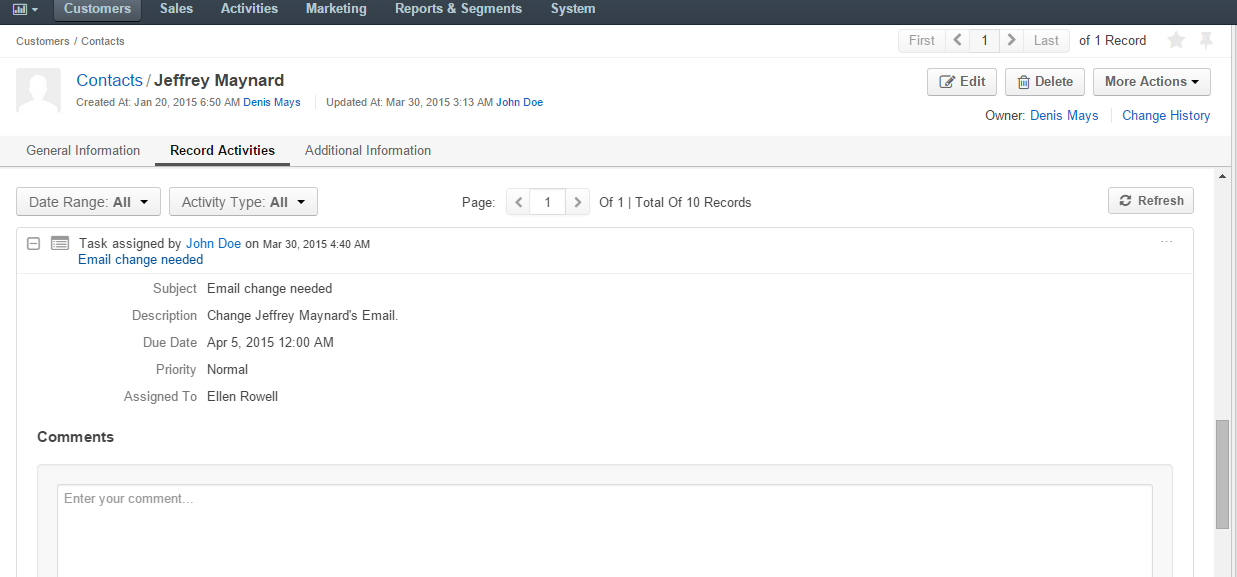 Customers Sales Activities Marketing Reports & Segments System
Customers / Contacts First 1 Last of 1 Record
Contacts / Jeffrey Maynard Edit Delete More Actions
Created At: Jan 20, 2015 6:50 AM Denis Mays Updated At: Mar 30, 2015 3:13 AM John Doe
Owner: Denis Mays Change History
General Information Record Activities Additional Information
Date Range: All Activity Type: All Page: 1 Of 1 | Total Of 10 Records Refresh
Task assigned by John Doe on Mar 30, 2015 4:40 AM ...
Email change needed
Subject Email change needed
Description Change Jeffrey Maynard's Email.
Due Date Apr 5, 2015 12:00 AM
Priority Normal
Assigned To Ellen Rowell
Comments
Enter your comment...